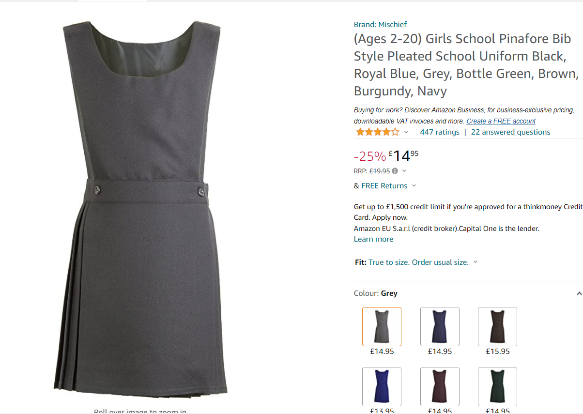 Brand: Mischief
(Ages 2-20) Girls School Pinafore Bib
Style Pleated School Uniform Black,
Royal Blue, Grey, Bottle Green, Brown,
Burgundy, Navy
Buying for work? Discover Amazon Business, for business-exclusive pricing,
downloadable VAT invoices and more. Create a FREE account
447 ratings | 22 answered questions
-25% £14.95
RRP: £19.95
& FREE Returns
Get up to £1,500 credit limit if you're approved for a thinkmoney Credit
Card. Apply now.
Amazon EU S.a.r.l (credit broker).Capital One is the lender.
Learn more
Fit: True to size. Order usual size.
Colour: Grey
£14.95 £14.95 £15.95
£13.95 £14.95 £14.95
Roll over image to zoom in